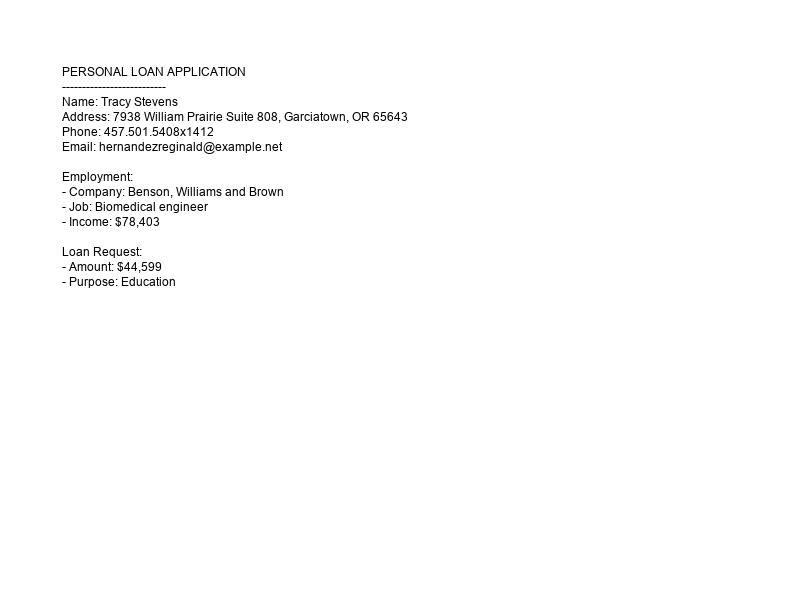 PERSONAL LOAN APPLICATION
--------------------------
Name: Tracy Stevens
Address: 7938 William Prairie Suite 808, Garciatown, OR 65643
Phone: 457.501.5408x1412
Email: hernandezreginald@example.net

Employment:
- Company: Benson, Williams and Brown
- Job: Biomedical engineer
- Income: $78,403

Loan Request:
- Amount: $44,599
- Purpose: Education